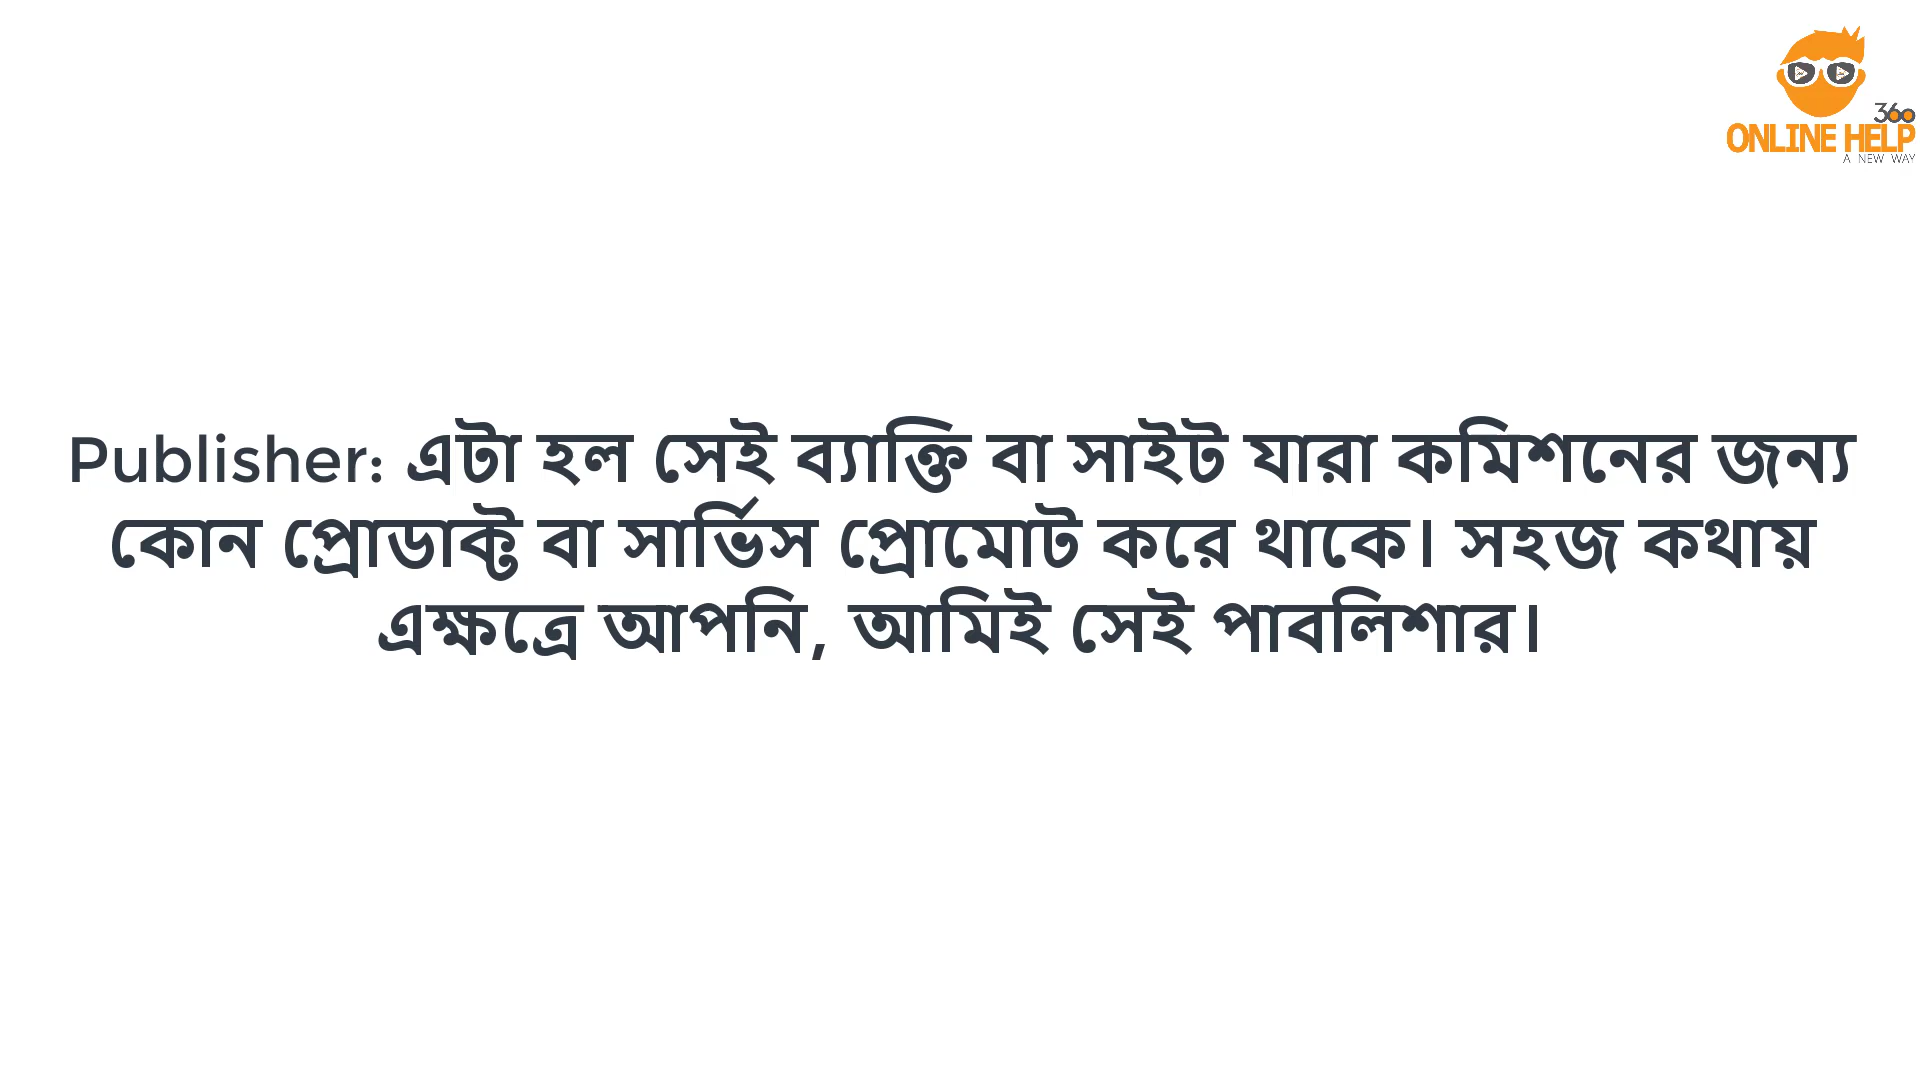 360
ONLINE HELP
A NEW WAY
Publisher: এটা হল সেই ব্যাক্তি বা সাইট যারা কমিশনের জন্য
কোন প্রোডাক্ট বা সার্ভিস প্রোমোট করে থাকে। সহজ কথায়
এক্ষত্রে আপনি, আমিই সেই পাবলিশার।